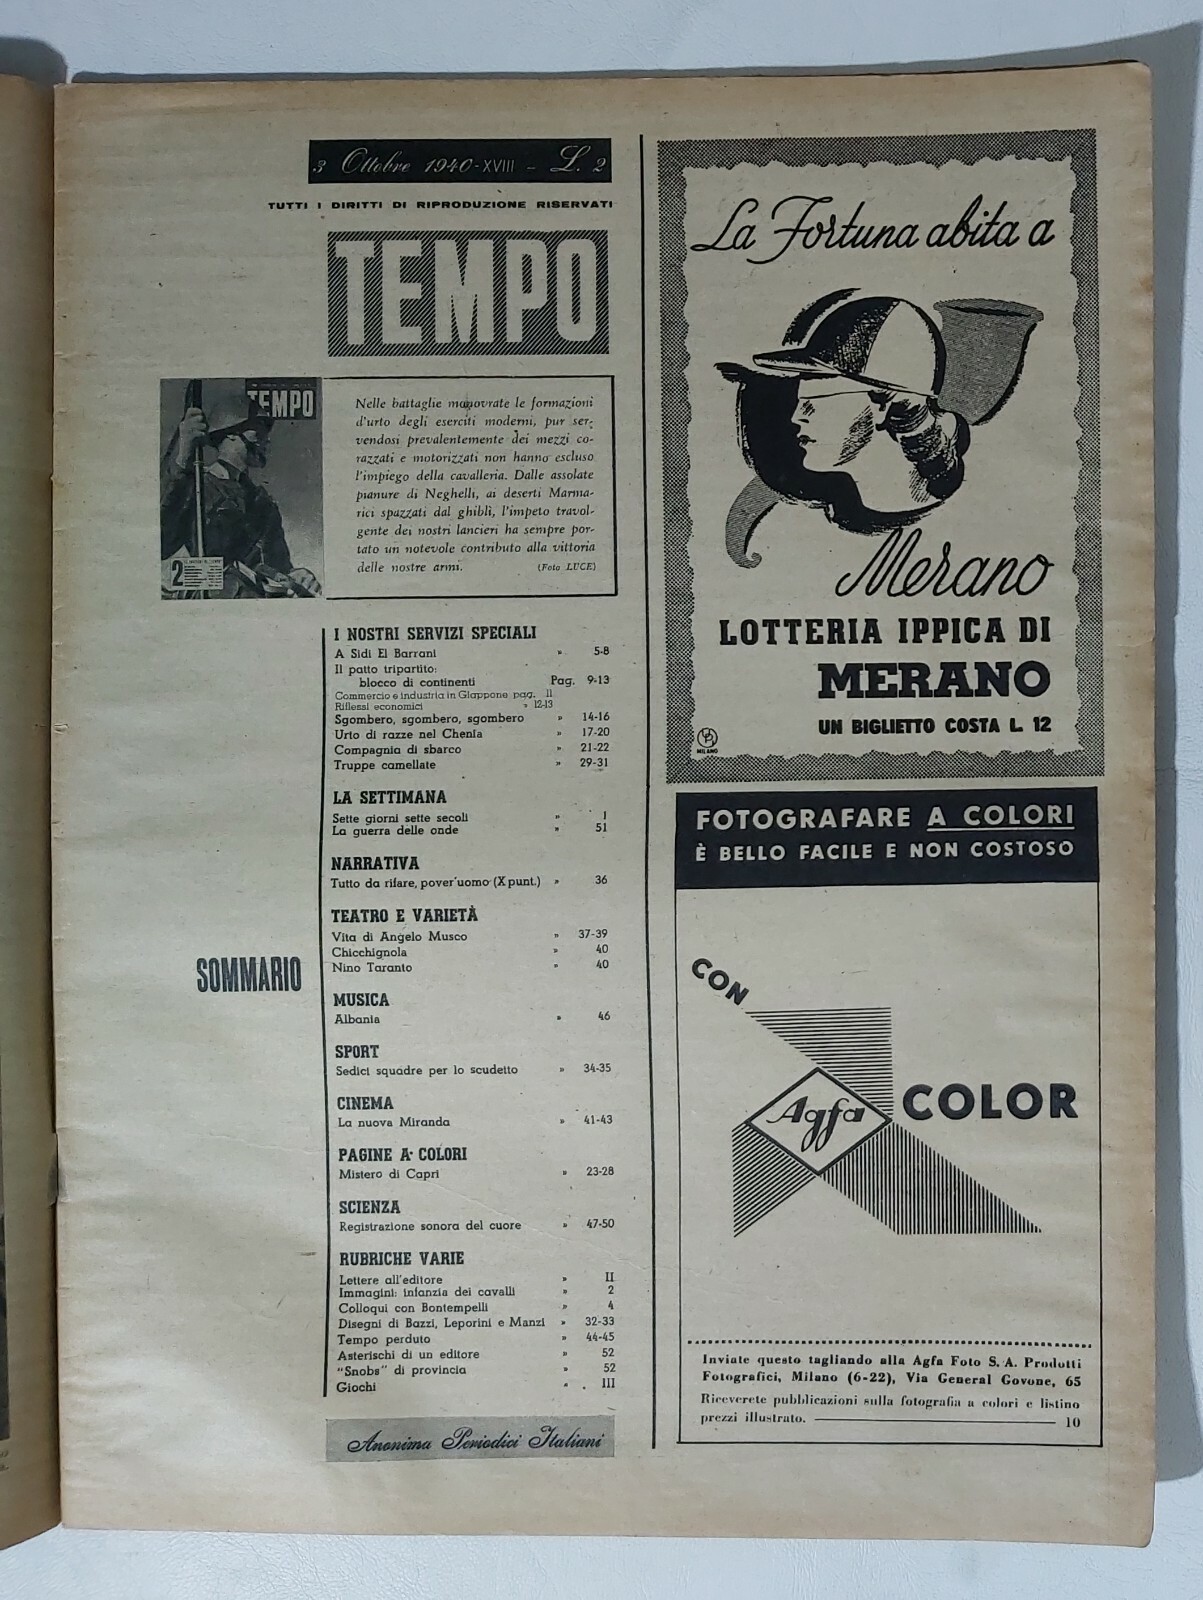 3 Ottobre 1940-XVIII - L. 2
TUTTI I DIRITTI DI RIPRODUZIONE RISERVATI
TEMPO
TEMPO
2
Nelle battaglie manovrate le formazioni
d'urto degli eserciti moderni, pur ser-
vendosi prevalentemente dei mezzi co-
razzati e motorizzati non hanno escluso
l'impiego della cavalleria. Dalle assolate
pianure di Neghelli, ai deserti Marma-
rici spazzati dal ghibli, l'impeto travol-
gente dei nostri lancieri ha sempre por-
tato un notevole contributo alla vittoria
delle nostre armi. (Foto LUCE)
SOMMARIO
I NOSTRI SERVIZI SPECIALI
A Sidi El Barrani » 5-8
Il patto tripartito:
blocco di continenti Pag. 9-13
Commercio e industria in Giappone pag. 11
Riflessi economici » 12-13
Sgombero, sgombero, sgombero » 14-16
Urto di razze nel Chenia » 17-20
Compagnia di sbarco » 21-22
Truppe camellate » 29-31
LA SETTIMANA
Sette giorni sette secoli » I
La guerra delle onde » 51
NARRATIVA
Tutto da rifare, pover'uomo (X punt.) » 36
TEATRO E VARIETÀ
Vita di Angelo Musco » 37-39
Chicchignola » 40
Nino Taranto » 40
MUSICA
Albania » 46
SPORT
Sedici squadre per lo scudetto » 34-35
CINEMA
La nuova Miranda » 41-43
PAGINE A COLORI
Mistero di Capri » 23-28
SCIENZA
Registrazione sonora del cuore » 47-50
RUBRICHE VARIE
Lettere all'editore » II
Immagini: infanzia dei cavalli » 2
Colloqui con Bontempelli » 4
Disegni di Bazzi, Leporini e Manzi » 32-33
Tempo perduto » 44-45
Asterischi di un editore » 52
"Snobs" di provincia » 52
Giochi » III
Anonima Periodici Italiani
La Fortuna abita a
Merano
LOTTERIA IPPICA DI
MERANO
UN BIGLIETTO COSTA L. 12
MILANO
FOTOGRAFARE A COLORI
È BELLO FACILE E NON COSTOSO
CON
Agfa
COLOR
Inviate questo tagliando alla Agfa Foto S. A. Prodotti
Fotografici, Milano (6-22), Via General Govone, 65
Riceverete pubblicazioni sulla fotografia a colori e listino
prezzi illustrato. 10